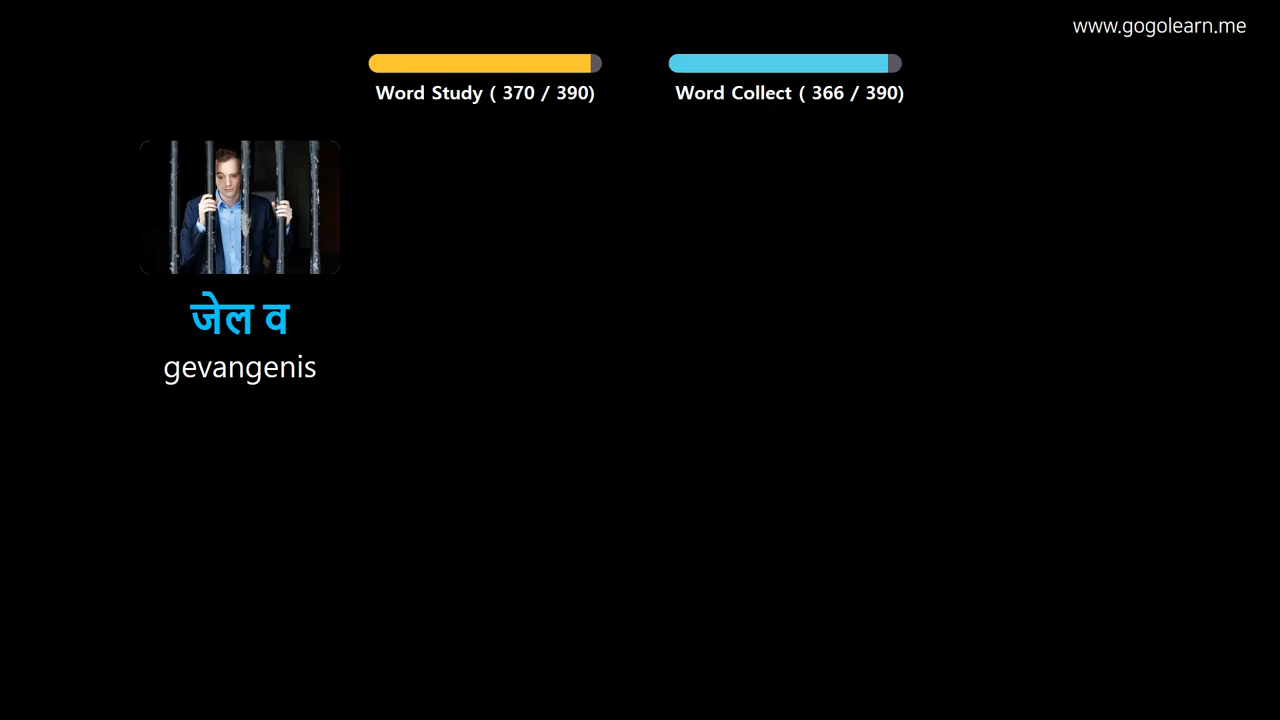 www.gogolearn.me
Word Study ( 370 / 390)
Word Collect ( 366 / 390)
जेल व
gevangenis